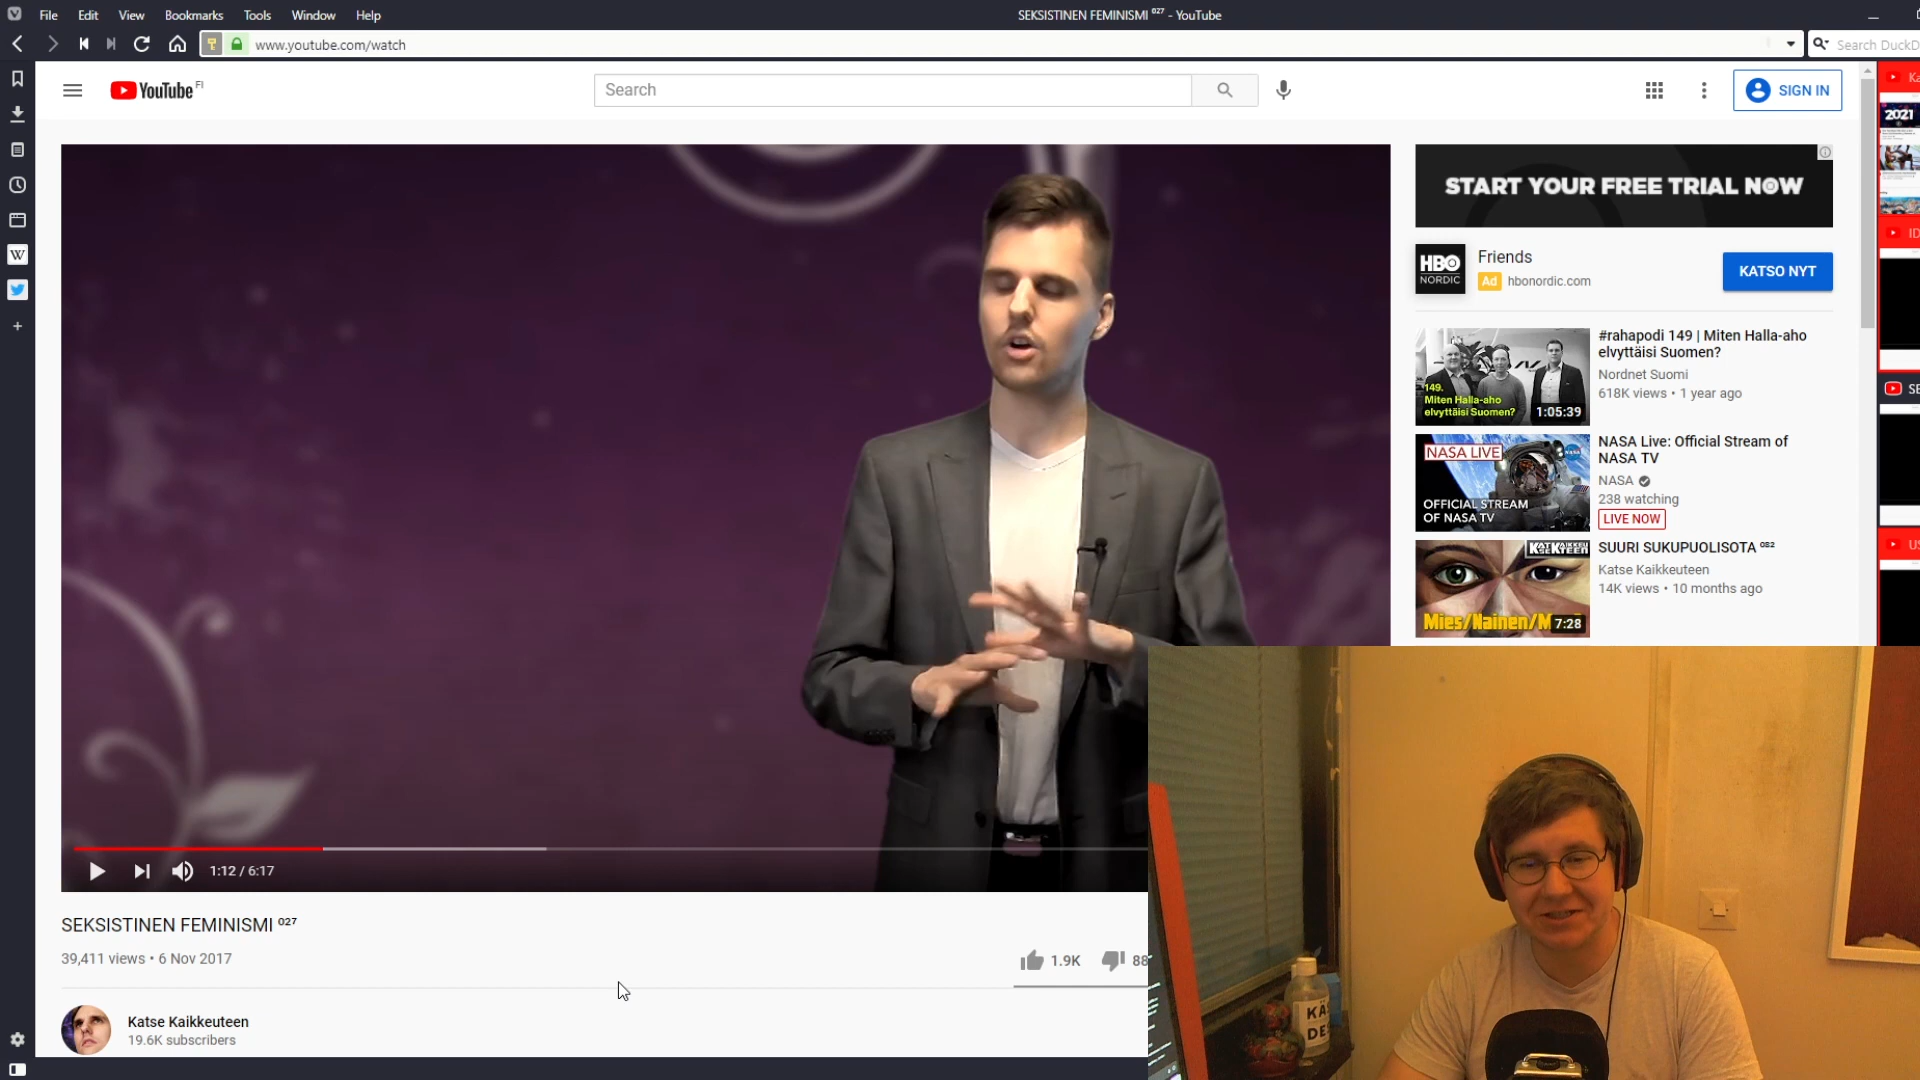 File Edit View Bookmarks Tools Window Help
SEKSISTINEN FEMINISMI ⁰²⁷ - YouTube
www.youtube.com/watch
Search DuckD
YouTube FI
Search
SIGN IN
START YOUR FREE TRIAL NOW
HBO
NORDIC
Friends
Ad hbonordic.com
KATSO NYT
149.
Miten Halla-aho
elvyttäisi Suomen?
1:05:39
#rahapodi 149 | Miten Halla-aho
elvyttäisi Suomen?
Nordnet Suomi
618K views • 1 year ago
NASA LIVE
OFFICIAL STREAM
OF NASA TV
NASA Live: Official Stream of
NASA TV
NASA
238 watching
LIVE NOW
Mies/Nainen/M
7:28
SUURI SUKUPUOLISOTA ⁰⁸²
Katse Kaikkeuteen
14K views • 10 months ago
2021
1:12 / 6:17
SEKSISTINEN FEMINISMI ⁰²⁷
39,411 views • 6 Nov 2017
1.9K
88
Katse Kaikkeuteen
19.6K subscribers
W
KÄ
DE